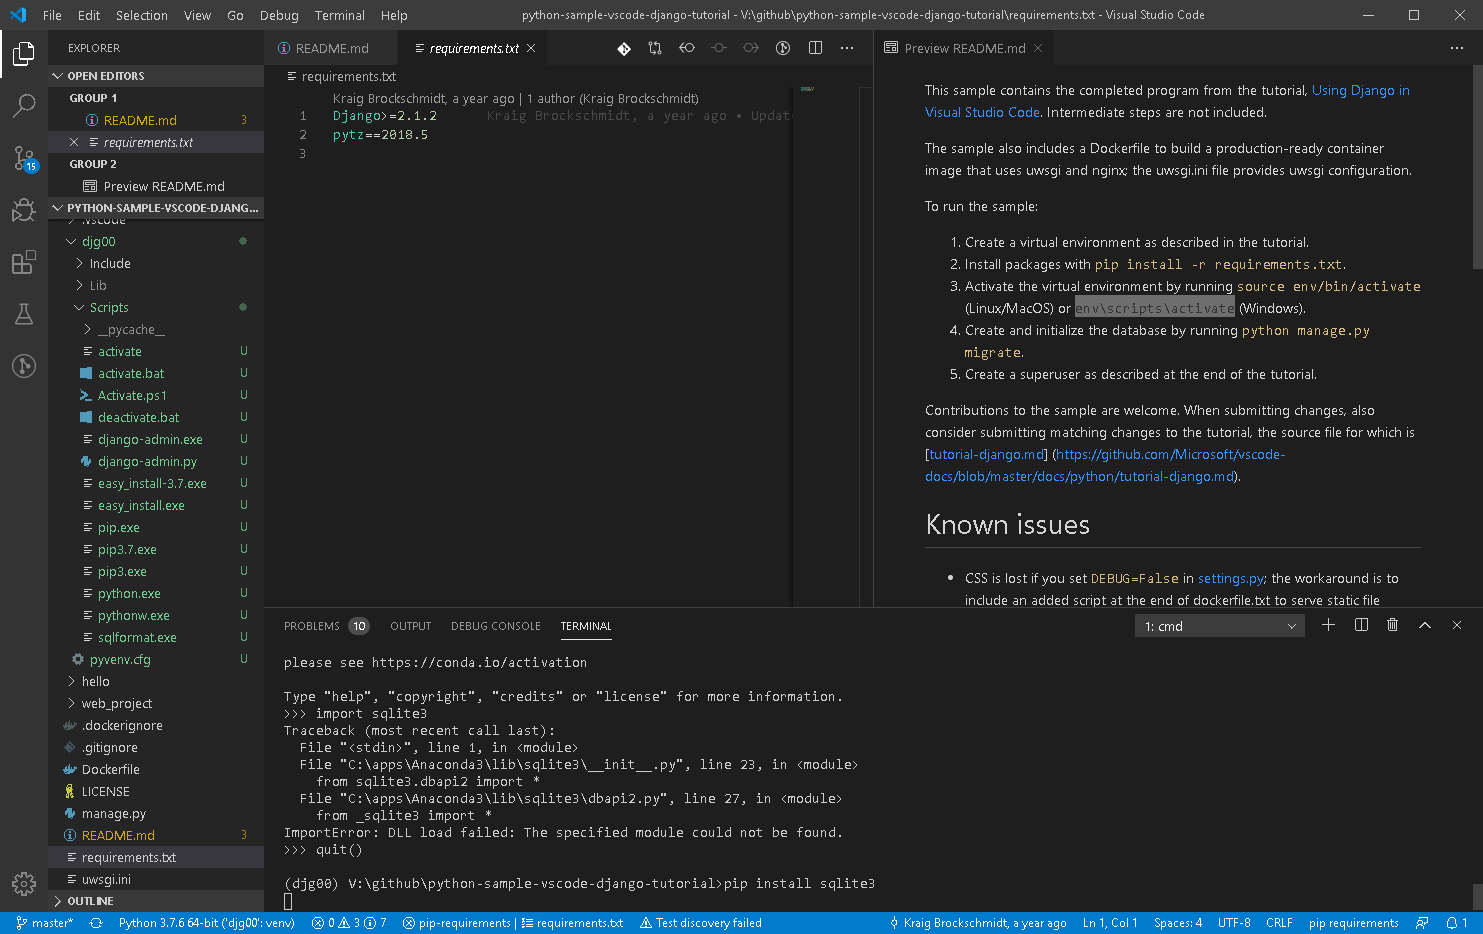 File Edit Selection View Go Debug Terminal Help
python-sample-vscode-django-tutorial - V:\github\python-sample-vscode-django-tutorial\requirements.txt - Visual Studio Code
EXPLORER
OPEN EDITORS
GROUP 1
README.md 3
requirements.txt
GROUP 2
Preview README.md
PYTHON-SAMPLE-VSCODE-DJANG...
.vscode
djg00
Include
Lib
Scripts
__pycache__
activate U
activate.bat U
Activate.ps1 U
deactivate.bat U
django-admin.exe U
django-admin.py U
easy_install-3.7.exe U
easy_install.exe U
pip.exe U
pip3.7.exe U
pip3.exe U
python.exe U
pythonw.exe U
sqlformat.exe U
pyvenv.cfg U
hello
web_project
.dockerignore
.gitignore
Dockerfile
LICENSE
manage.py
README.md 3
requirements.txt
uwsgi.ini
OUTLINE
15
README.md
requirements.txt
requirements.txt
Kraig Brockschmidt, a year ago | 1 author (Kraig Brockschmidt)
1 Django>=2.1.2 Kraig Brockschmidt, a year ago • Updat
2 pytz==2018.5
3
Preview README.md
This sample contains the completed program from the tutorial, Using Django in
Visual Studio Code. Intermediate steps are not included.
The sample also includes a Dockerfile to build a production-ready container
image that uses uwsgi and nginx; the uwsgi.ini file provides uwsgi configuration.
To run the sample:
1. Create a virtual environment as described in the tutorial.
2. Install packages with pip install -r requirements.txt.
3. Activate the virtual environment by running source env/bin/activate
(Linux/MacOS) or env\scripts\activate (Windows).
4. Create and initialize the database by running python manage.py
migrate.
5. Create a superuser as described at the end of the tutorial.
Contributions to the sample are welcome. When submitting changes, also
consider submitting matching changes to the tutorial, the source file for which is
[tutorial-django.md] (https://github.com/Microsoft/vscode-
docs/blob/master/docs/python/tutorial-django.md).
Known issues
• CSS is lost if you set DEBUG=False in settings.py; the workaround is to
include an added script at the end of dockerfile.txt to serve static file
PROBLEMS 10 OUTPUT DEBUG CONSOLE TERMINAL
1: cmd
please see https://conda.io/activation
Type "help", "copyright", "credits" or "license" for more information.
>>> import sqlite3
Traceback (most recent call last):
File "<stdin>", line 1, in <module>
File "C:\apps\Anaconda3\lib\sqlite3\__init__.py", line 23, in <module>
from sqlite3.dbapi2 import *
File "C:\apps\Anaconda3\lib\sqlite3\dbapi2.py", line 27, in <module>
from _sqlite3 import *
ImportError: DLL load failed: The specified module could not be found.
>>> quit()
(djg00) V:\github\python-sample-vscode-django-tutorial>pip install sqlite3
master* Python 3.7.6 64-bit ('djg00': venv) 0 3 7 pip-requirements | requirements.txt Test discovery failed Kraig Brockschmidt, a year ago Ln 1, Col 1 Spaces: 4 UTF-8 CRLF pip requirements 1